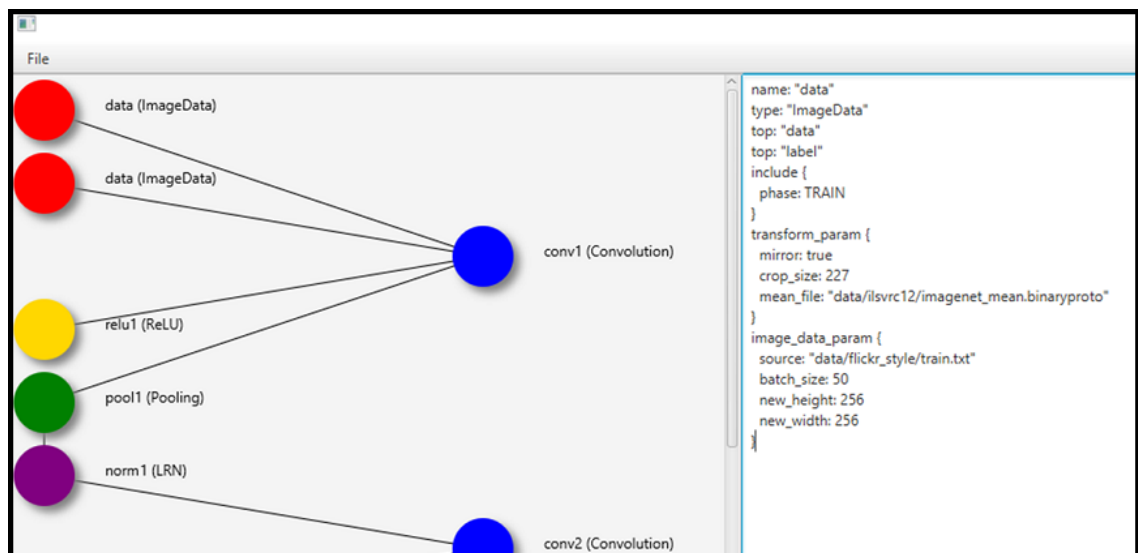 File
data (ImageData)
data (ImageData)
conv1 (Convolution)
relu1 (ReLU)
pool1 (Pooling)
norm1 (LRN)
conv2 (Convolution)
name: "data"
type: "ImageData"
top: "data"
top: "label"
include {
  phase: TRAIN
}
transform_param {
  mirror: true
  crop_size: 227
  mean_file: "data/ilsvrc12/imagenet_mean.binaryproto"
}
image_data_param {
  source: "data/flickr_style/train.txt"
  batch_size: 50
  new_height: 256
  new_width: 256
}